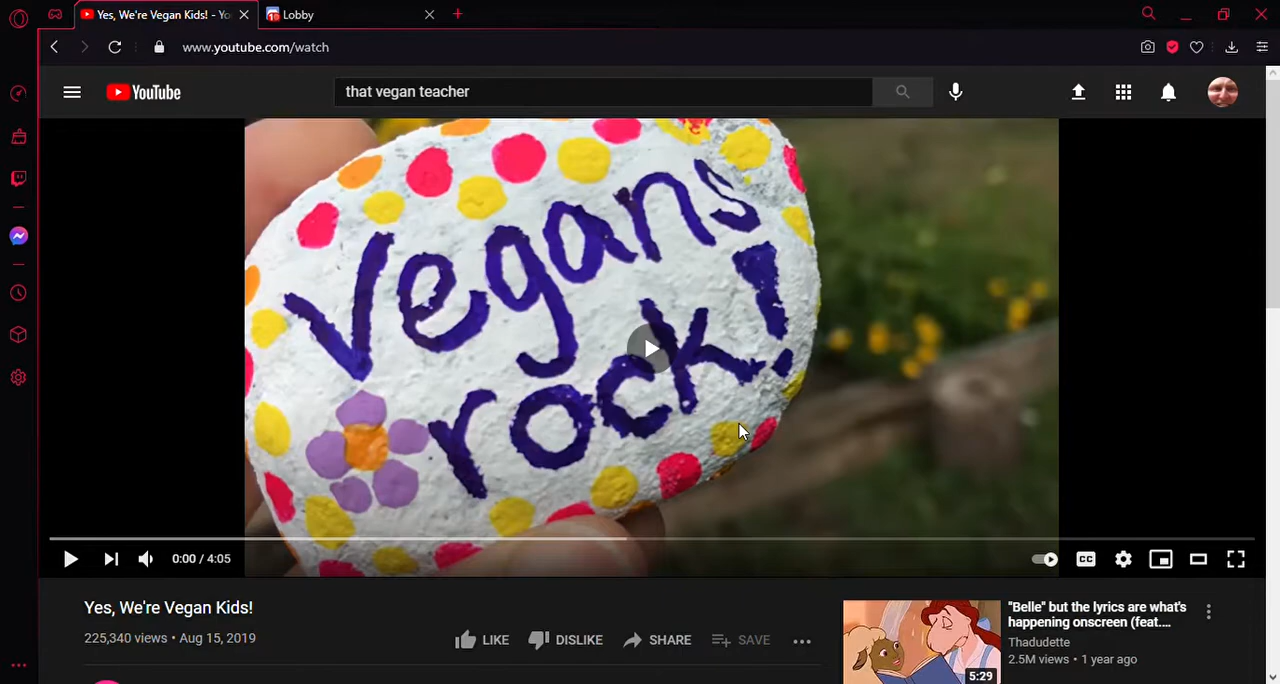 Yes, We're Vegan Kids! - Yo
Lobby
www.youtube.com/watch
YouTube
that vegan teacher
Vegans
rock!
0:00 / 4:05
CC
Yes, We're Vegan Kids!
225,340 views • Aug 15, 2019
LIKE
DISLIKE
SHARE
SAVE
"Belle" but the lyrics are what's
happening onscreen (feat....
Thadudette
2.5M views • 1 year ago
5:29